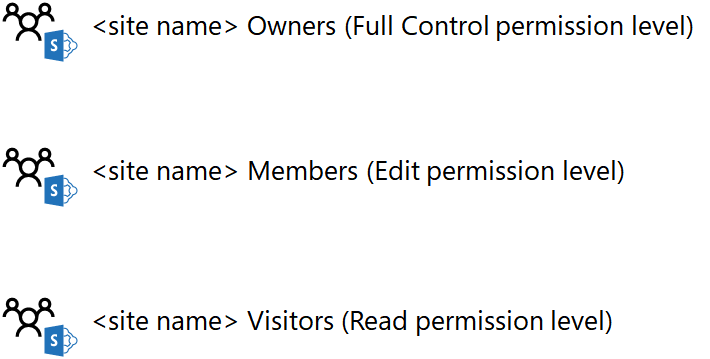 <site name> Owners (Full Control permission level)
<site name> Members (Edit permission level)
<site name> Visitors (Read permission level)